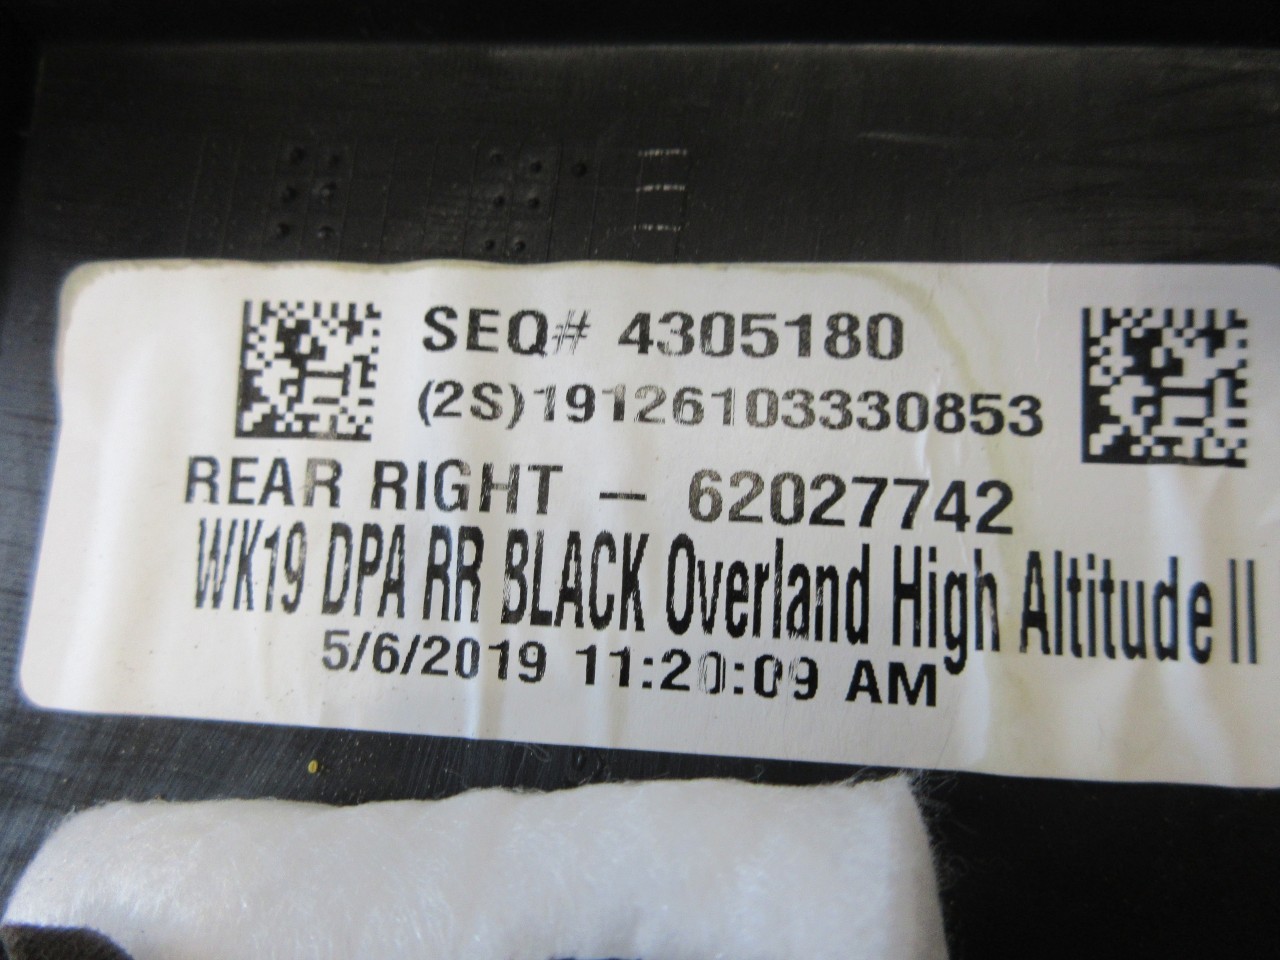 SEQ# 4305180
(2S)19126103330853
REAR RIGHT – 62027742
WK19 DPA RR BLACK Overland High Altitude II
5/6/2019 11:20:09 AM